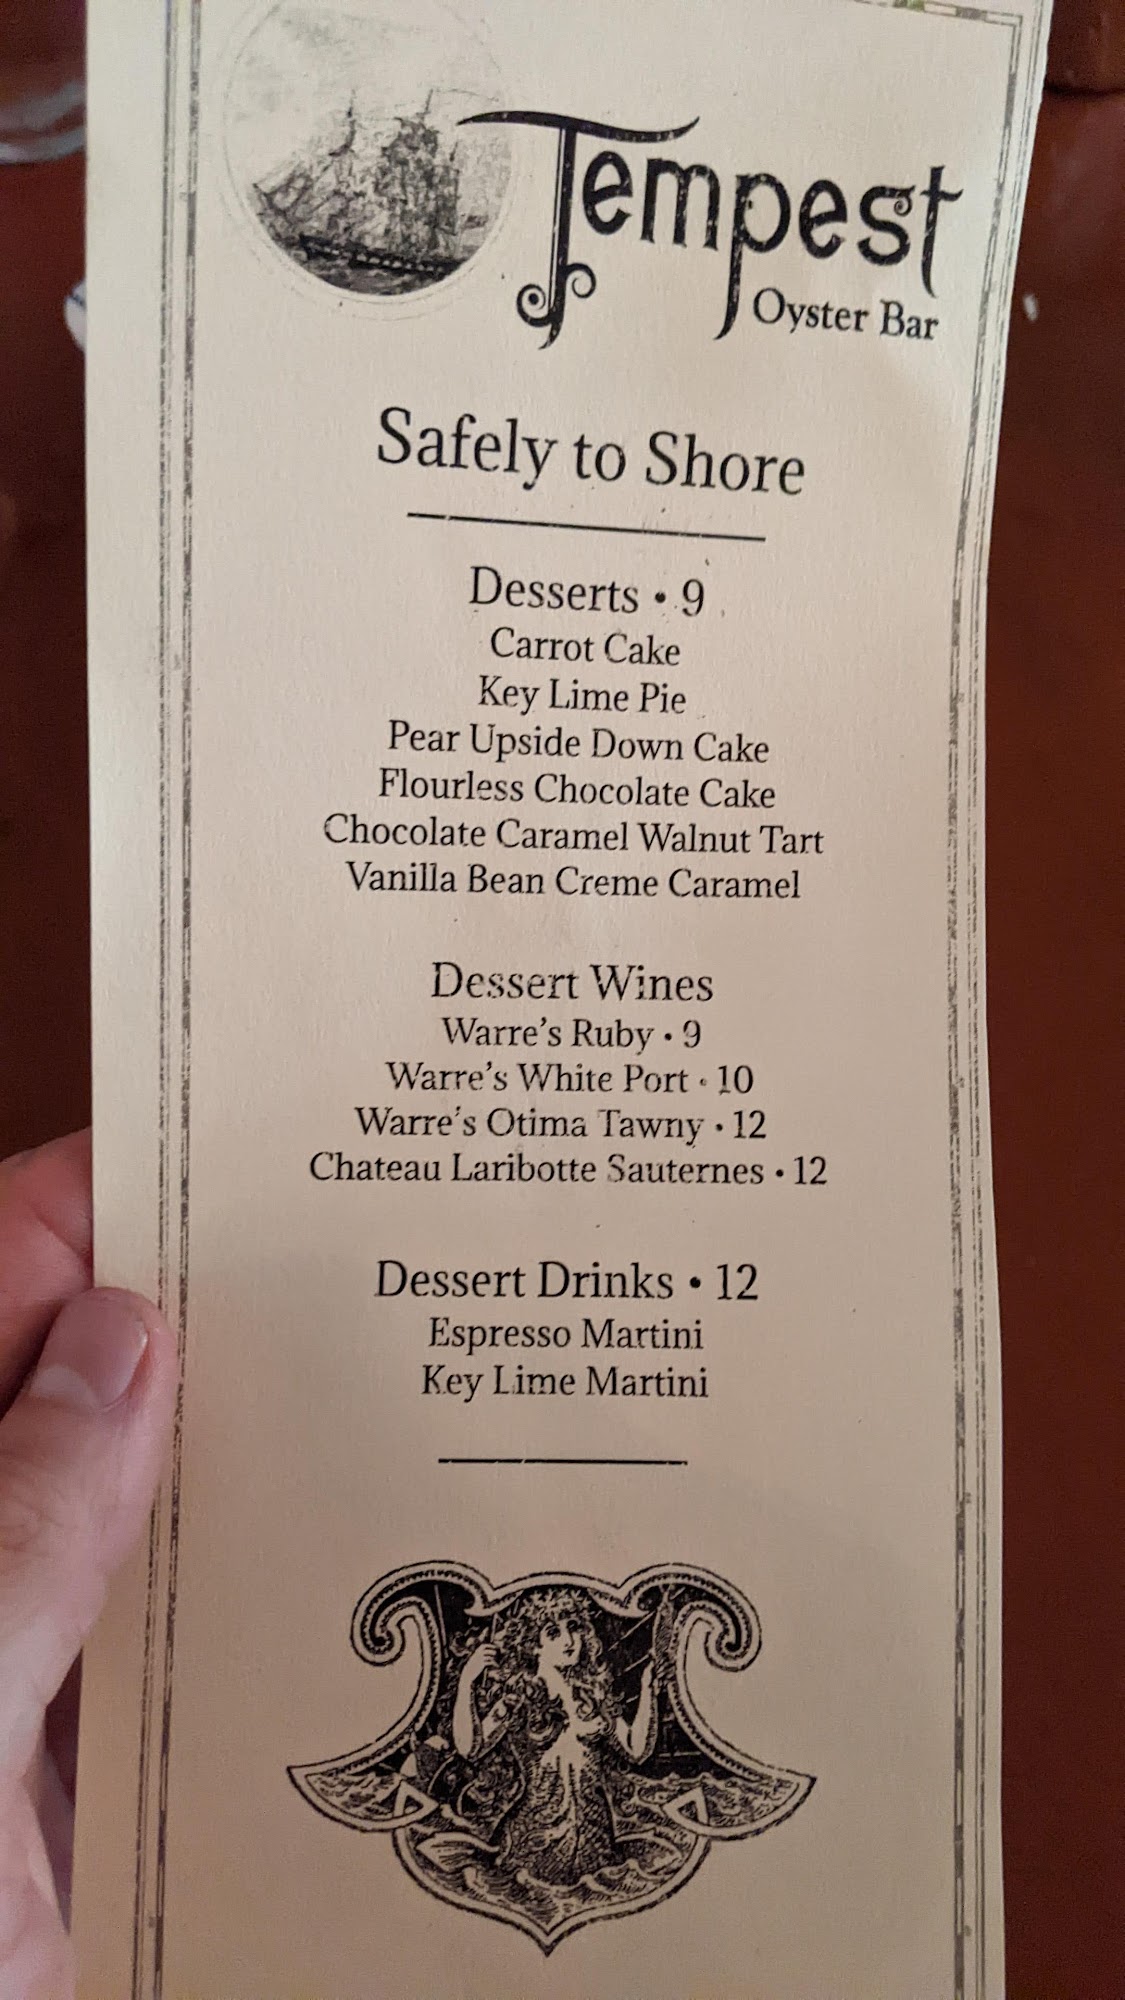 Tempest
Oyster Bar
Safely to Shore
Desserts • 9
Carrot Cake
Key Lime Pie
Pear Upside Down Cake
Flourless Chocolate Cake
Chocolate Caramel Walnut Tart
Vanilla Bean Creme Caramel
Dessert Wines
Warre's Ruby • 9
Warre's White Port • 10
Warre's Otima Tawny • 12
Chateau Laribotte Sauternes • 12
Dessert Drinks • 12
Espresso Martini
Key Lime Martini